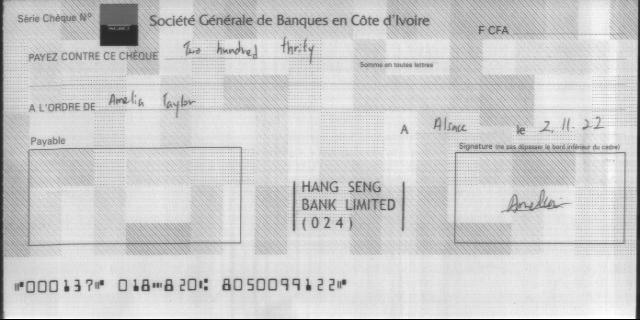 Série Chèque Nº Société Générale de Banques en Côte d'Ivoire
F CFA
PAYEZ CONTRE CE CHÈQUE Two hundred thrity
Somme en toutes lettres
A L'ORDRE DE Amelia Taylor
A Alsace le 2.11.22
Payable
Signature (ne pas dépasser le bord inférieur du cadre)
HANG SENG
BANK LIMITED
(024)
Amelia
⑈000137⑈ 018⑉820⑆ 8050099122⑈